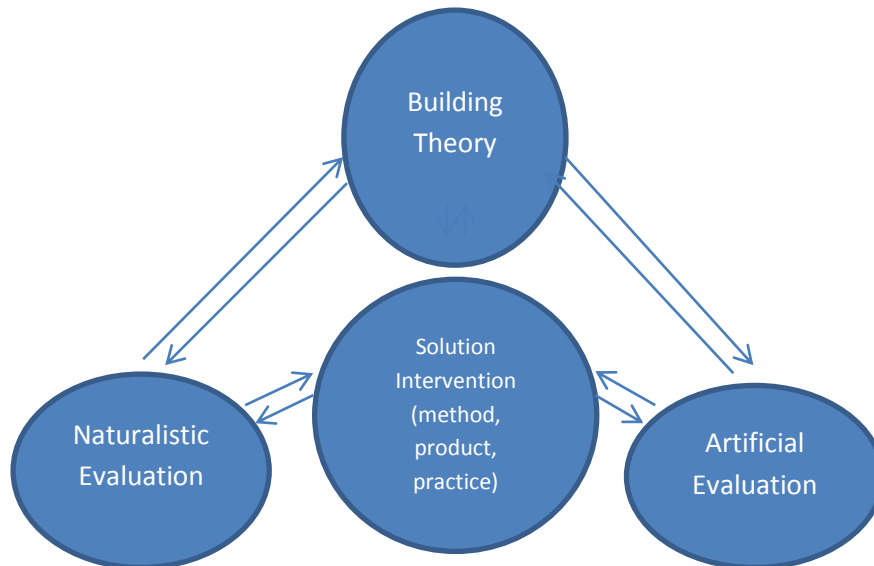 Building
Theory
Solution
Intervention
(method,
product,
practice)
Naturalistic
Evaluation
Artificial
Evaluation